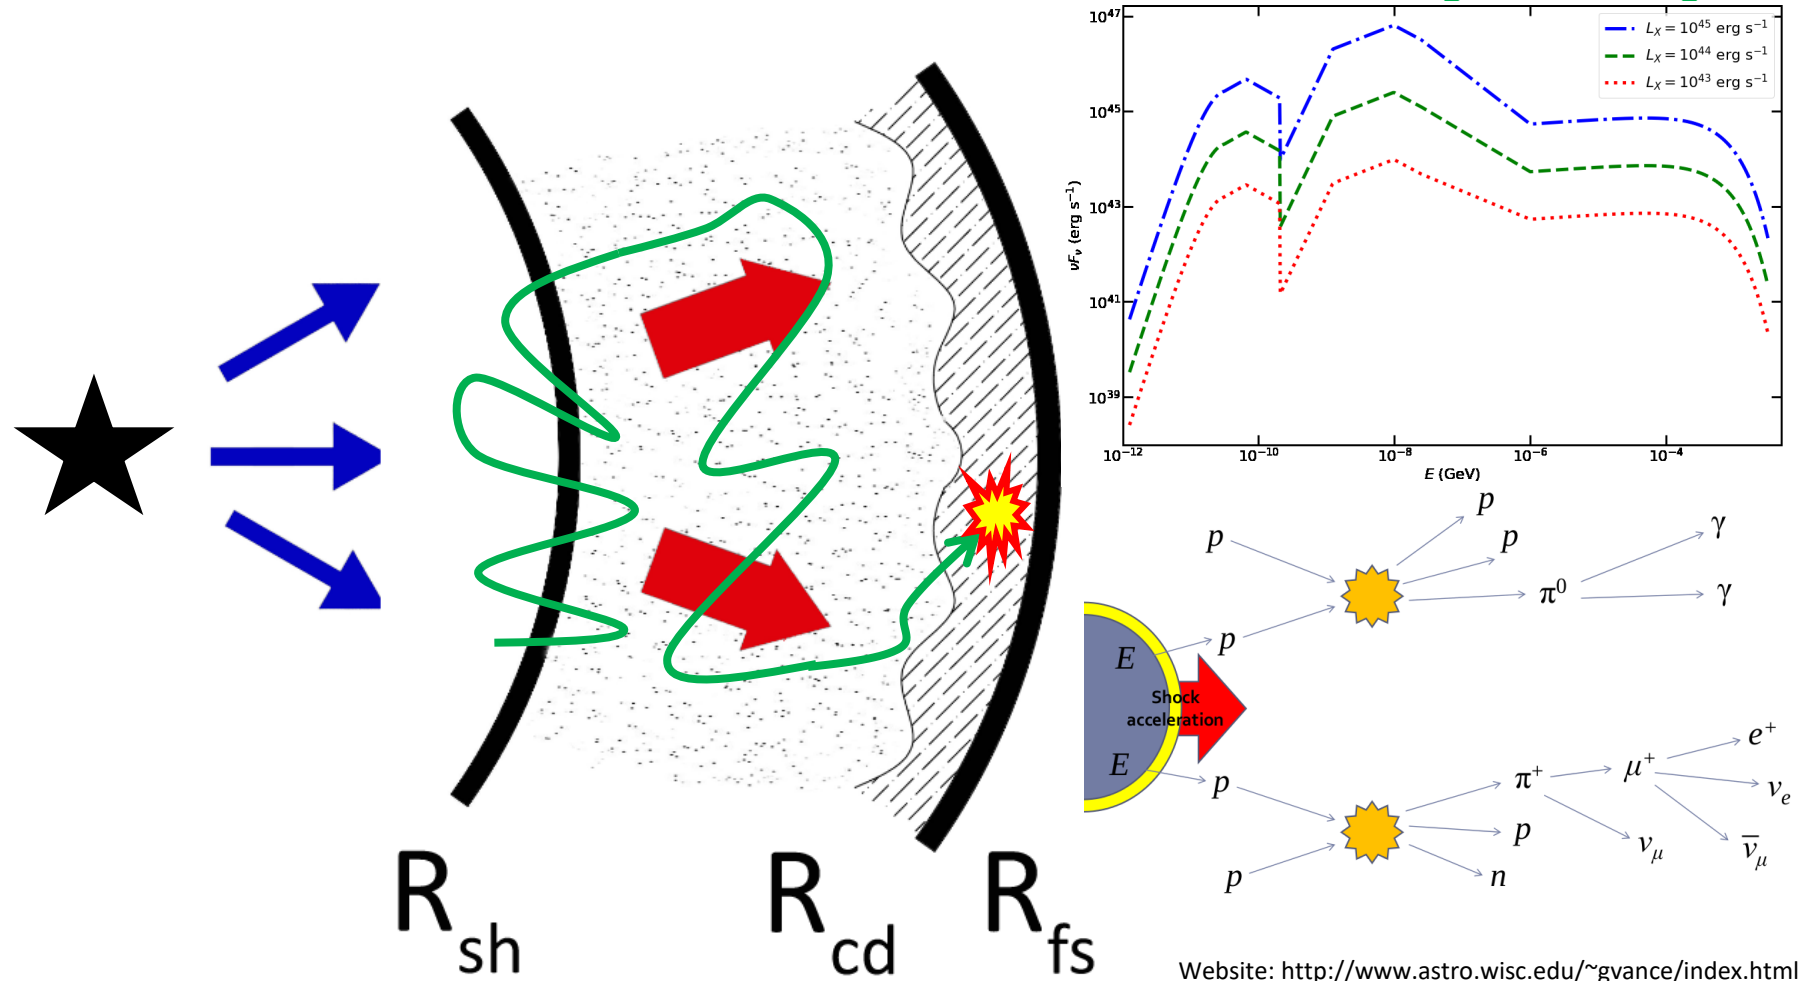 R_sh R_cd R_fs
10^47
10^45
10^43
10^41
10^39
νF_ν (erg s⁻¹)
L_X = 10^45 erg s⁻¹
L_X = 10^44 erg s⁻¹
L_X = 10^43 erg s⁻¹
10^−12 10^−10 10^−8 10^−6 10^−4
E (GeV)
p
p p γ
π⁰ γ
p
E
Shock
acceleration
E
p
π⁺ μ⁺ e⁺
ν_e
p ν_μ ν̅_μ
p n
Website: http://www.astro.wisc.edu/~gvance/index.html